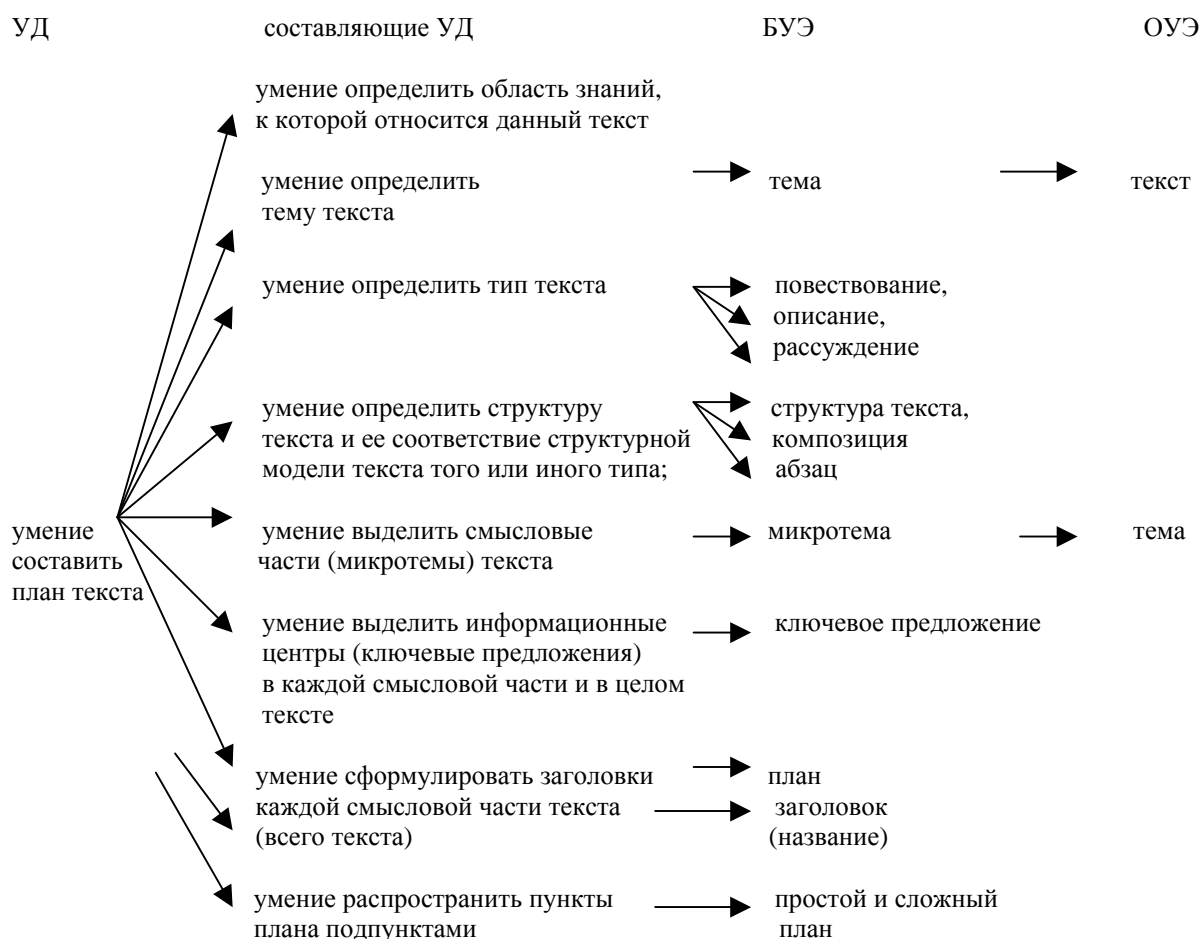 УД составляющие УД БУЭ ОУЭ
умение определить область знаний,
к которой относится данный текст
умение определить тема текст
тему текста
умение определить тип текста повествование,
описание,
рассуждение
умение определить структуру структура текста,
текста и ее соответствие структурной композиция
модели текста того или иного типа; абзац
умение умение выделить смысловые микротема тема
составить части (микротемы) текста
план текста
умение выделить информационные ключевое предложение
центры (ключевые предложения)
в каждой смысловой части и в целом
тексте
умение сформулировать заголовки план
каждой смысловой части текста заголовок
(всего текста) (название)
умение распространить пункты простой и сложный
плана подпунктами план